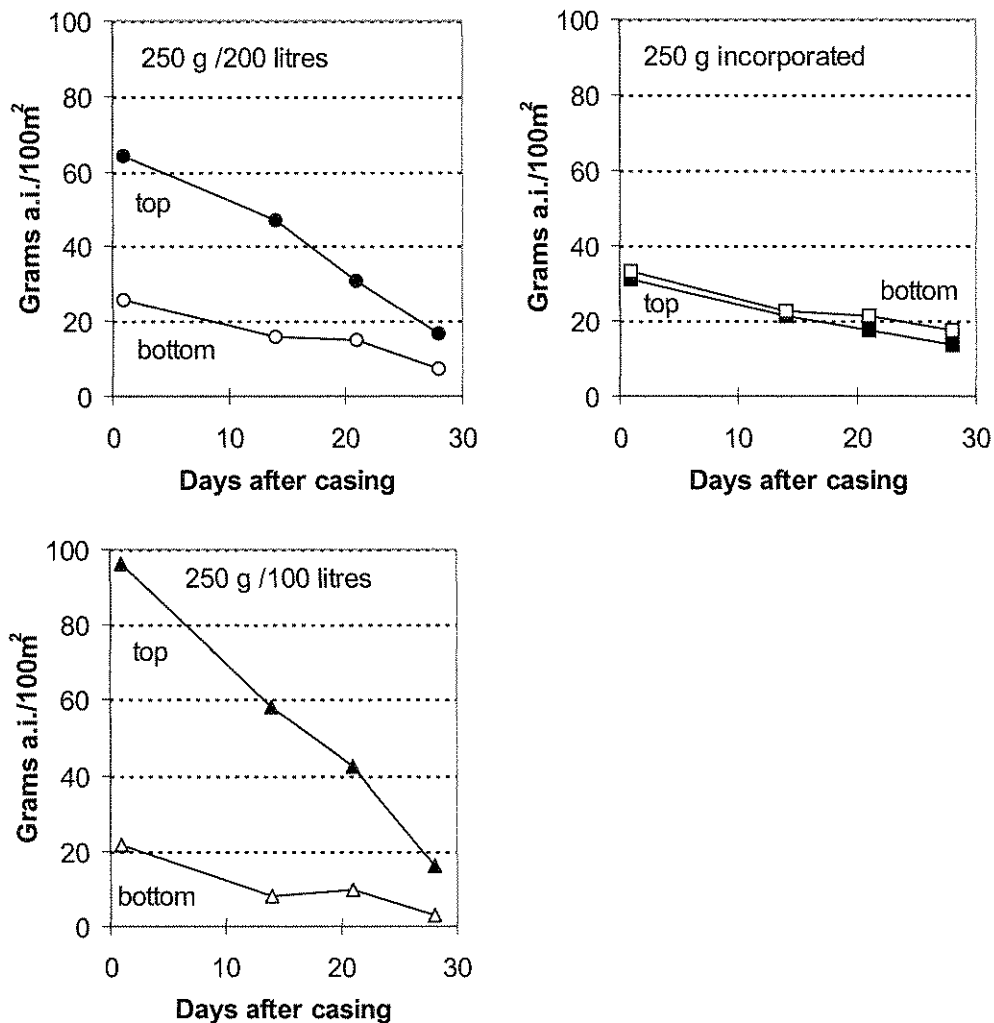 250 g /200 litres
Grams a.i./100m²
100
80
60
40
20
0
top
bottom
0 10 20 30
Days after casing
250 g incorporated
Grams a.i./100m²
100
80
60
40
20
0
top
bottom
0 10 20 30
Days after casing
250 g /100 litres
Grams a.i./100m²
100
80
60
40
20
0
top
bottom
0 10 20 30
Days after casing